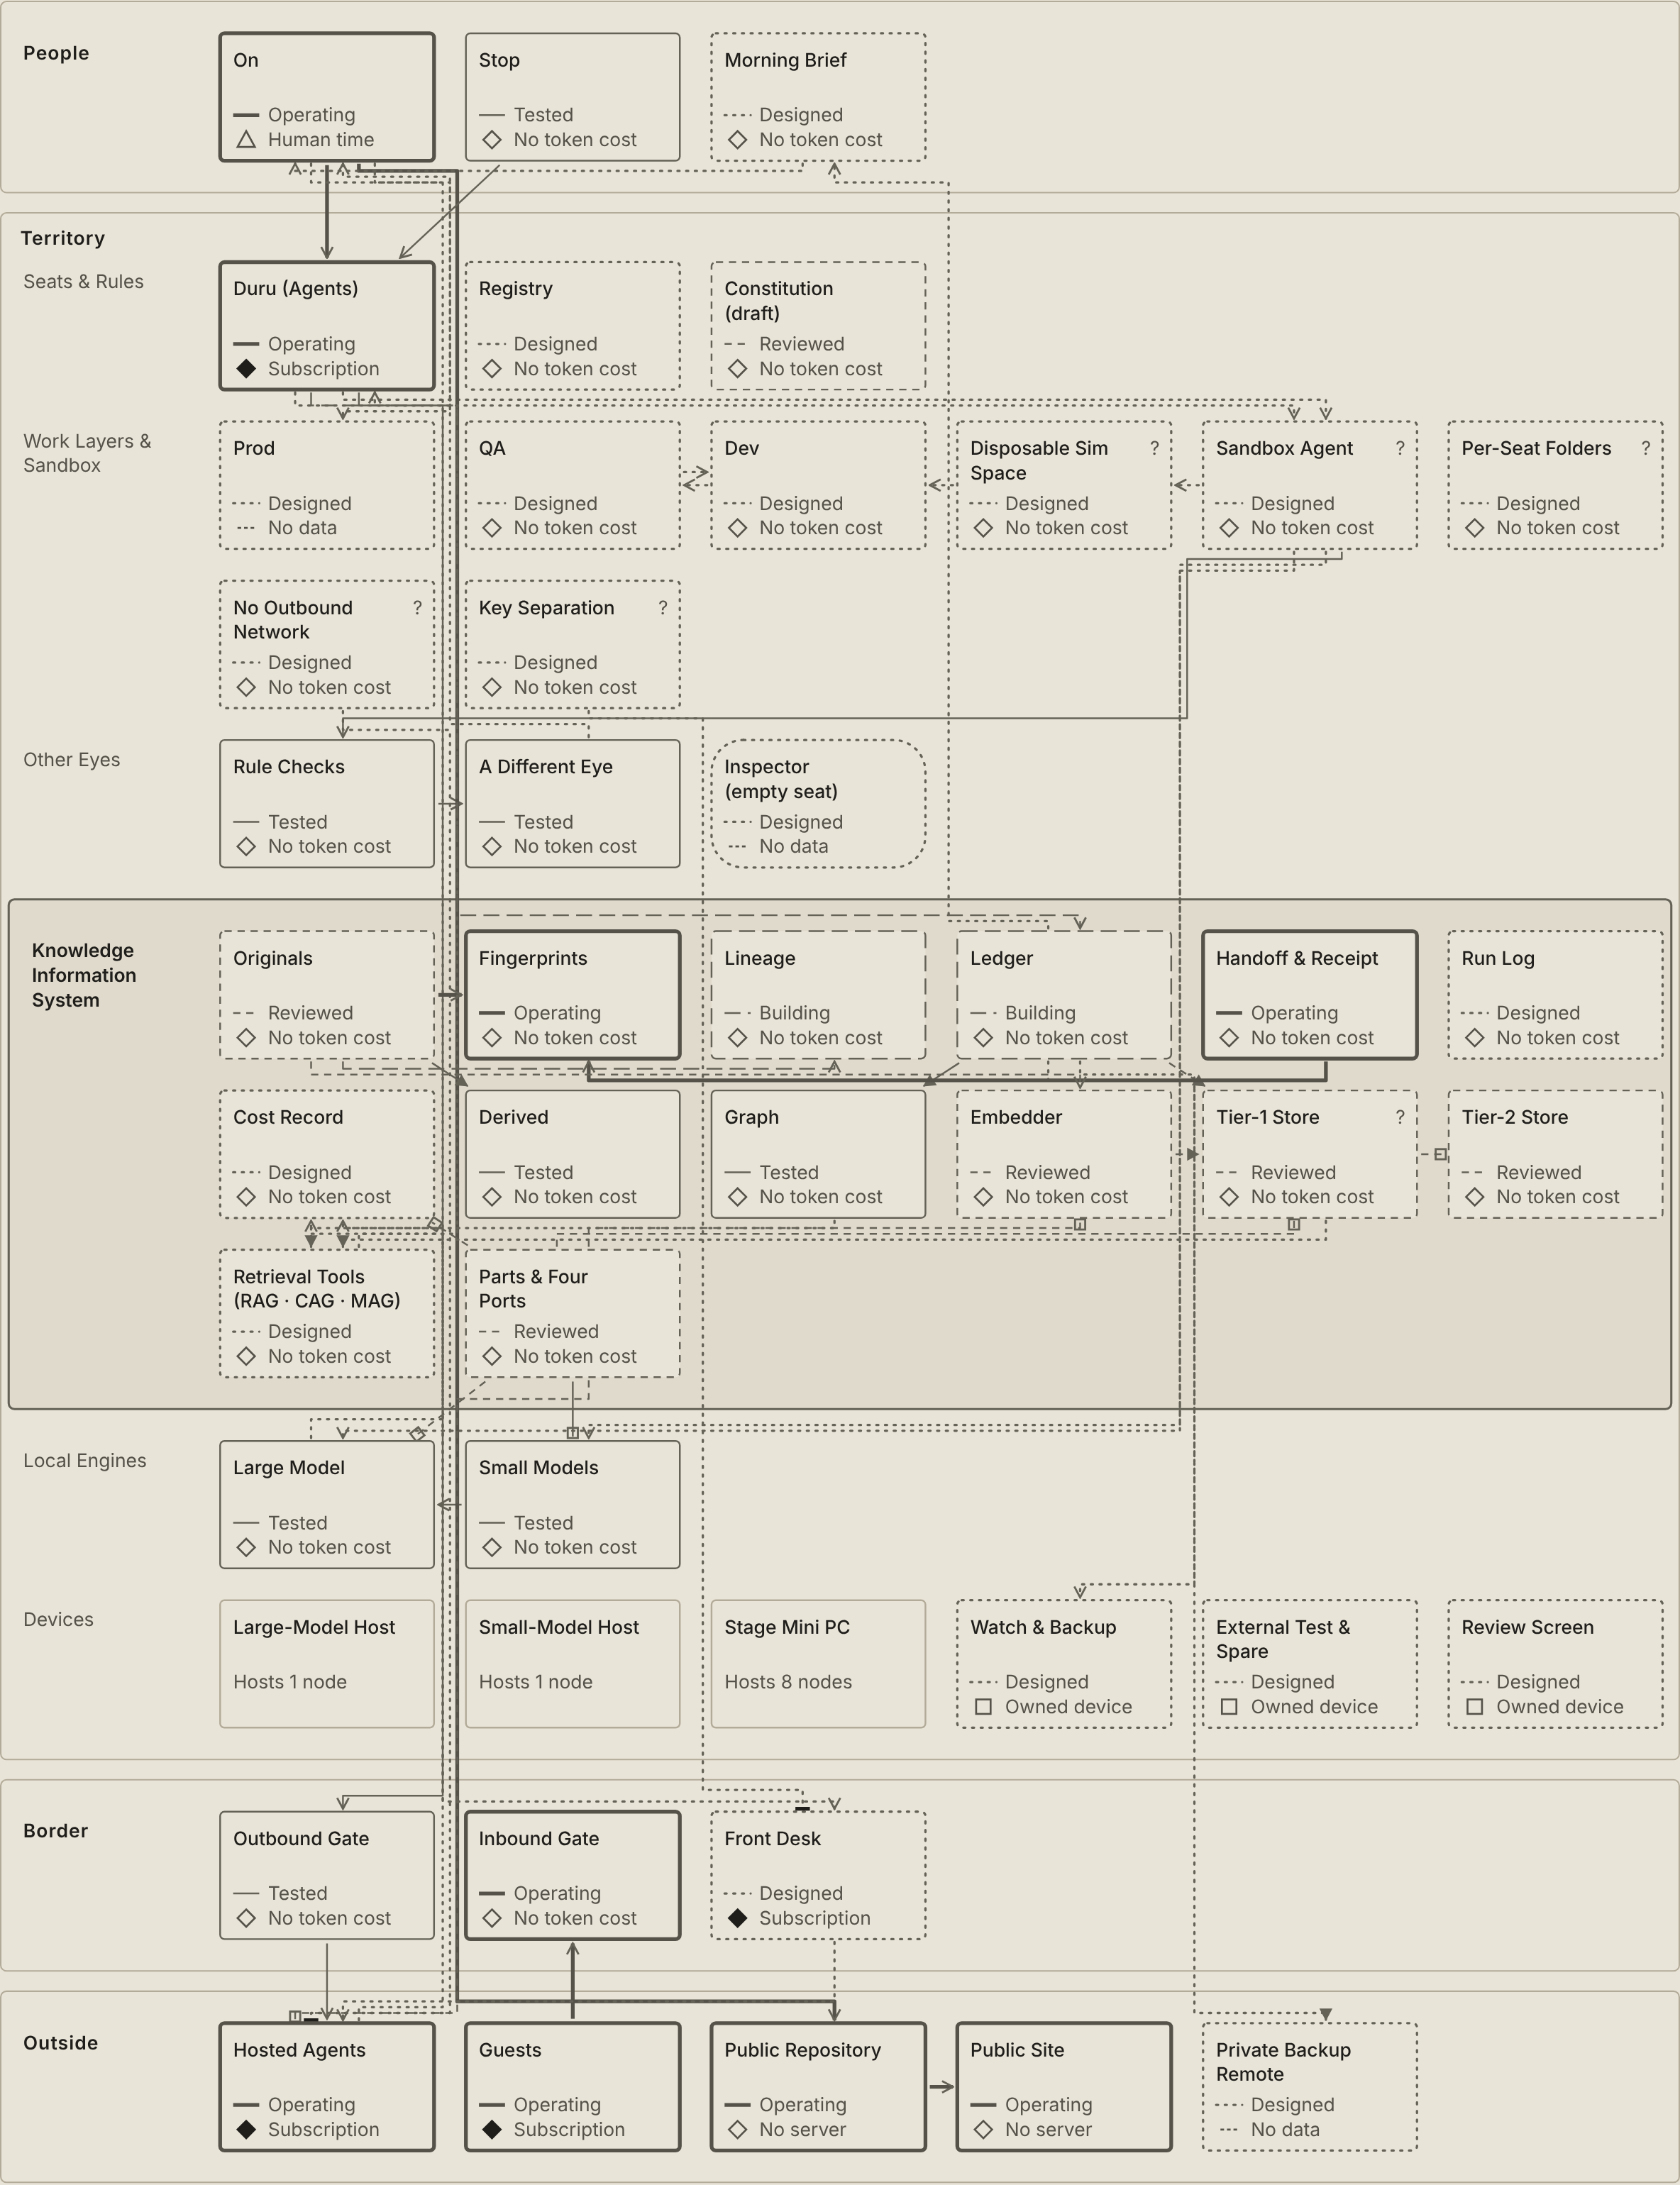 People
On
Operating
Human time
Stop
Tested
No token cost
Morning Brief
Designed
No token cost
Territory
Seats & Rules
Duru (Agents)
Operating
Subscription
Registry
Designed
No token cost
Constitution
(draft)
Reviewed
No token cost
Work Layers &
Sandbox
Prod
Designed
No data
QA
Designed
No token cost
Dev
Designed
No token cost
Disposable Sim
Space
?
Designed
No token cost
Sandbox Agent
?
Designed
No token cost
Per-Seat Folders
?
Designed
No token cost
No Outbound
Network
?
Designed
No token cost
Key Separation
?
Designed
No token cost
Other Eyes
Rule Checks
Tested
No token cost
A Different Eye
Tested
No token cost
Inspector
(empty seat)
Designed
No data
Knowledge
Information
System
Originals
Reviewed
No token cost
Fingerprints
Operating
No token cost
Lineage
Building
No token cost
Ledger
Building
No token cost
Handoff & Receipt
Operating
No token cost
Run Log
Designed
No token cost
Cost Record
Designed
No token cost
Derived
Tested
No token cost
Graph
Tested
No token cost
Embedder
Reviewed
No token cost
Tier-1 Store
?
Reviewed
No token cost
Tier-2 Store
Reviewed
No token cost
Retrieval Tools
(RAG · CAG · MAG)
Designed
No token cost
Parts & Four
Ports
Reviewed
No token cost
Local Engines
Large Model
Tested
No token cost
Small Models
Tested
No token cost
Devices
Large-Model Host
Hosts 1 node
Small-Model Host
Hosts 1 node
Stage Mini PC
Hosts 8 nodes
Watch & Backup
Designed
Owned device
External Test &
Spare
Designed
Owned device
Review Screen
Designed
Owned device
Border
Outbound Gate
Tested
No token cost
Inbound Gate
Operating
No token cost
Front Desk
Designed
Subscription
Outside
Hosted Agents
Operating
Subscription
Guests
Operating
Subscription
Public Repository
Operating
No server
Public Site
Operating
No server
Private Backup
Remote
Designed
No data